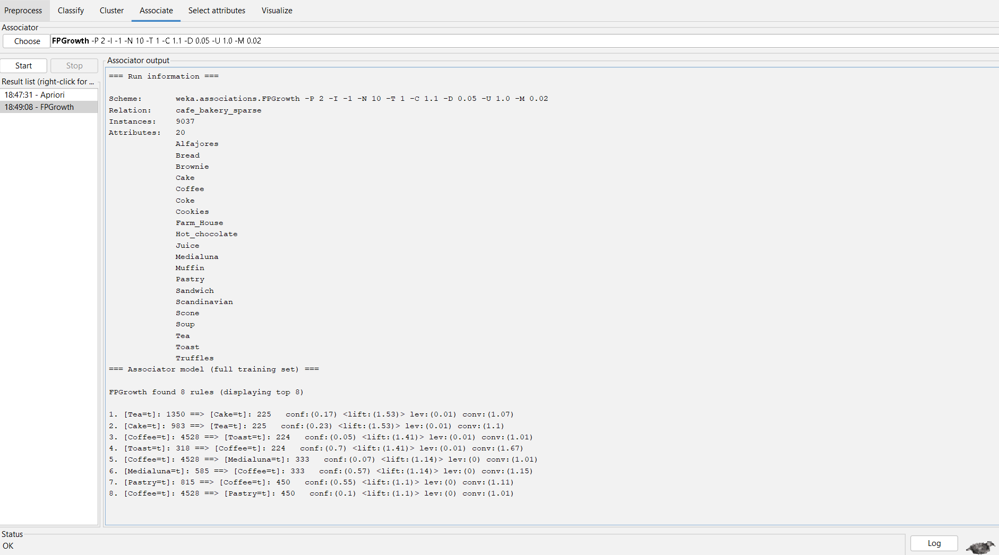 Preprocess Classify Cluster Associate Select attributes Visualize
Associator
Choose FPGrowth -P 2 -I -1 -N 10 -T 1 -C 1.1 -D 0.05 -U 1.0 -M 0.02
Start Stop
Result list (right-click for ...
18:47:31 - Apriori
18:49:08 - FPGrowth
Associator output
=== Run information ===
Scheme: weka.associations.FPGrowth -P 2 -I -1 -N 10 -T 1 -C 1.1 -D 0.05 -U 1.0 -M 0.02
Relation: cafe_bakery_sparse
Instances: 9037
Attributes: 20
Alfajores
Bread
Brownie
Cake
Coffee
Coke
Cookies
Farm_House
Hot_chocolate
Juice
Medialuna
Muffin
Pastry
Sandwich
Scandinavian
Scone
Soup
Tea
Toast
Truffles
=== Associator model (full training set) ===
FPGrowth found 8 rules (displaying top 8)
1. [Tea=t]: 1350 ==> [Cake=t]: 225 conf:(0.17) <lift:(1.53)> lev:(0.01) conv:(1.07)
2. [Cake=t]: 983 ==> [Tea=t]: 225 conf:(0.23) <lift:(1.53)> lev:(0.01) conv:(1.1)
3. [Coffee=t]: 4528 ==> [Toast=t]: 224 conf:(0.05) <lift:(1.41)> lev:(0.01) conv:(1.01)
4. [Toast=t]: 318 ==> [Coffee=t]: 224 conf:(0.7) <lift:(1.41)> lev:(0.01) conv:(1.67)
5. [Coffee=t]: 4528 ==> [Medialuna=t]: 333 conf:(0.07) <lift:(1.14)> lev:(0) conv:(1.01)
6. [Medialuna=t]: 585 ==> [Coffee=t]: 333 conf:(0.57) <lift:(1.14)> lev:(0) conv:(1.15)
7. [Pastry=t]: 815 ==> [Coffee=t]: 450 conf:(0.55) <lift:(1.1)> lev:(0) conv:(1.11)
8. [Coffee=t]: 4528 ==> [Pastry=t]: 450 conf:(0.1) <lift:(1.1)> lev:(0) conv:(1.01)
Status
OK
Log